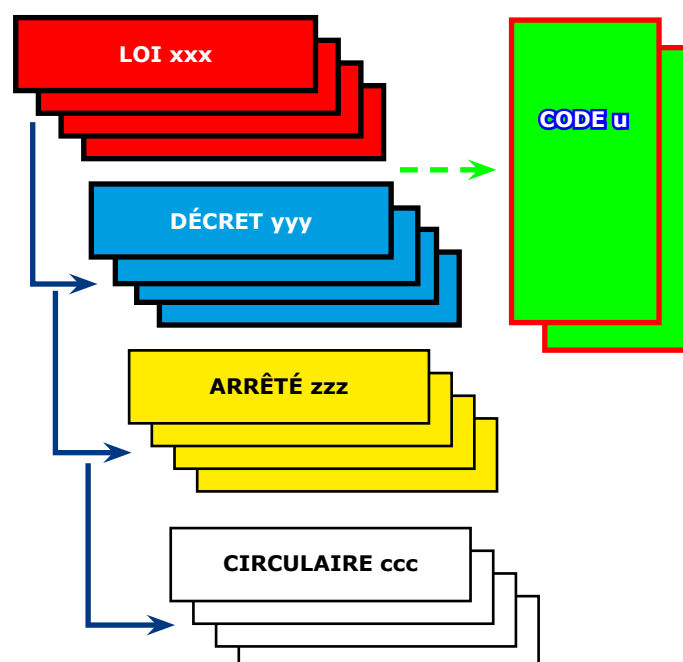 LOI xxx
CODE u
DÉCRET yyy
ARRÊTÉ zzz
CIRCULAIRE ccc